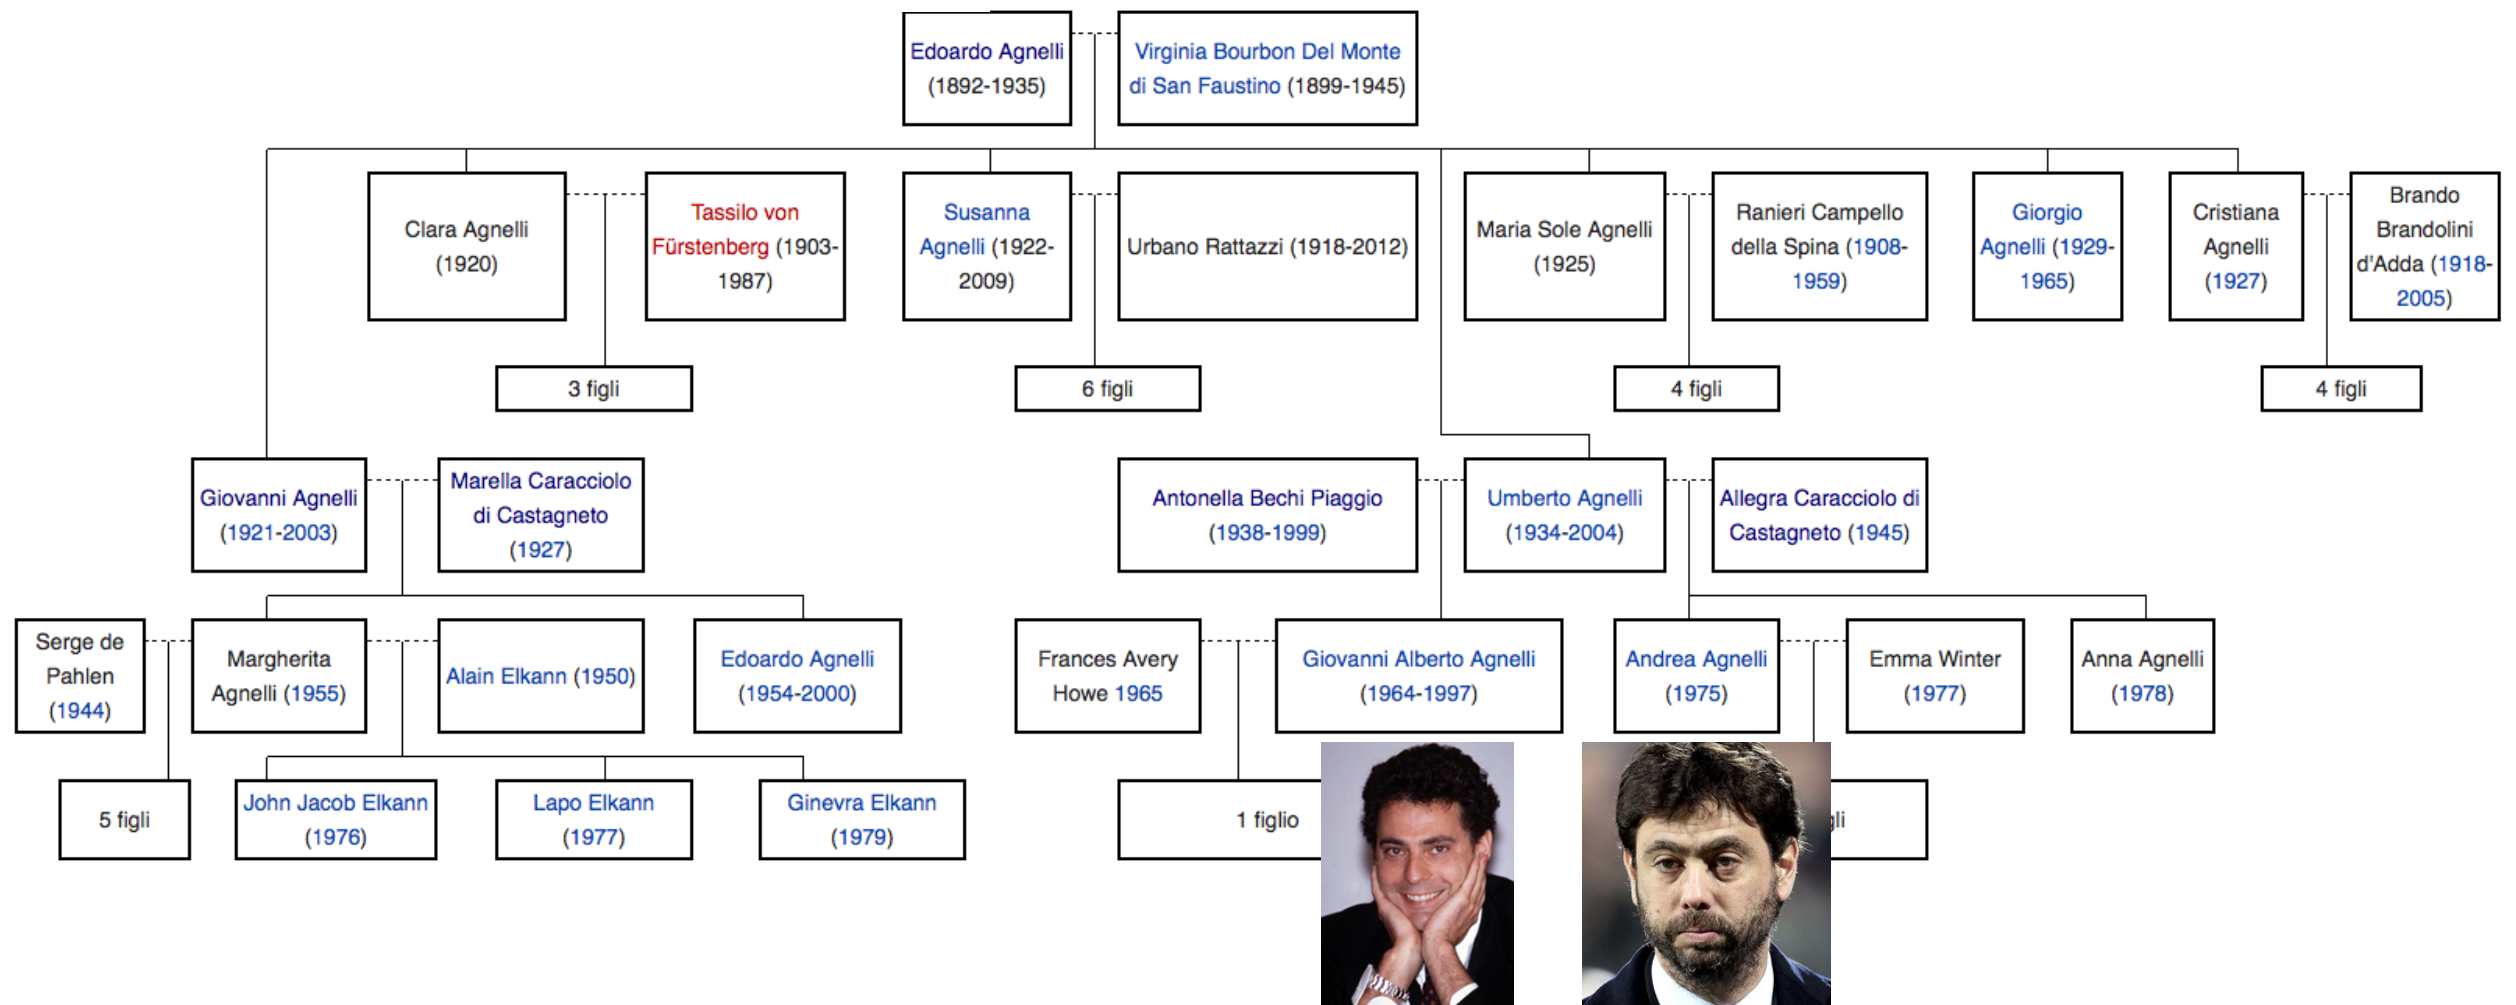 Edoardo Agnelli
(1892-1935)
Virginia Bourbon Del Monte
di San Faustino (1899-1945)
Clara Agnelli
(1920)
Tassilo von
Fürstenberg (1903-
1987)
Susanna
Agnelli (1922-
2009)
Urbano Rattazzi (1918-2012)
Maria Sole Agnelli
(1925)
Ranieri Campello
della Spina (1908-
1959)
Giorgio
Agnelli (1929-
1965)
Cristiana
Agnelli
(1927)
Brando
Brandolini
d'Adda (1918-
2005)
3 figli
6 figli
4 figli
4 figli
Giovanni Agnelli
(1921-2003)
Marella Caracciolo
di Castagneto
(1927)
Antonella Bechi Piaggio
(1938-1999)
Umberto Agnelli
(1934-2004)
Allegra Caracciolo di
Castagneto (1945)
Serge de
Pahlen
(1944)
Margherita
Agnelli (1955)
Alain Elkann (1950)
Edoardo Agnelli
(1954-2000)
Frances Avery
Howe 1965
Giovanni Alberto Agnelli
(1964-1997)
Andrea Agnelli
(1975)
Emma Winter
(1977)
Anna Agnelli
(1978)
5 figli
John Jacob Elkann
(1976)
Lapo Elkann
(1977)
Ginevra Elkann
(1979)
1 figlio